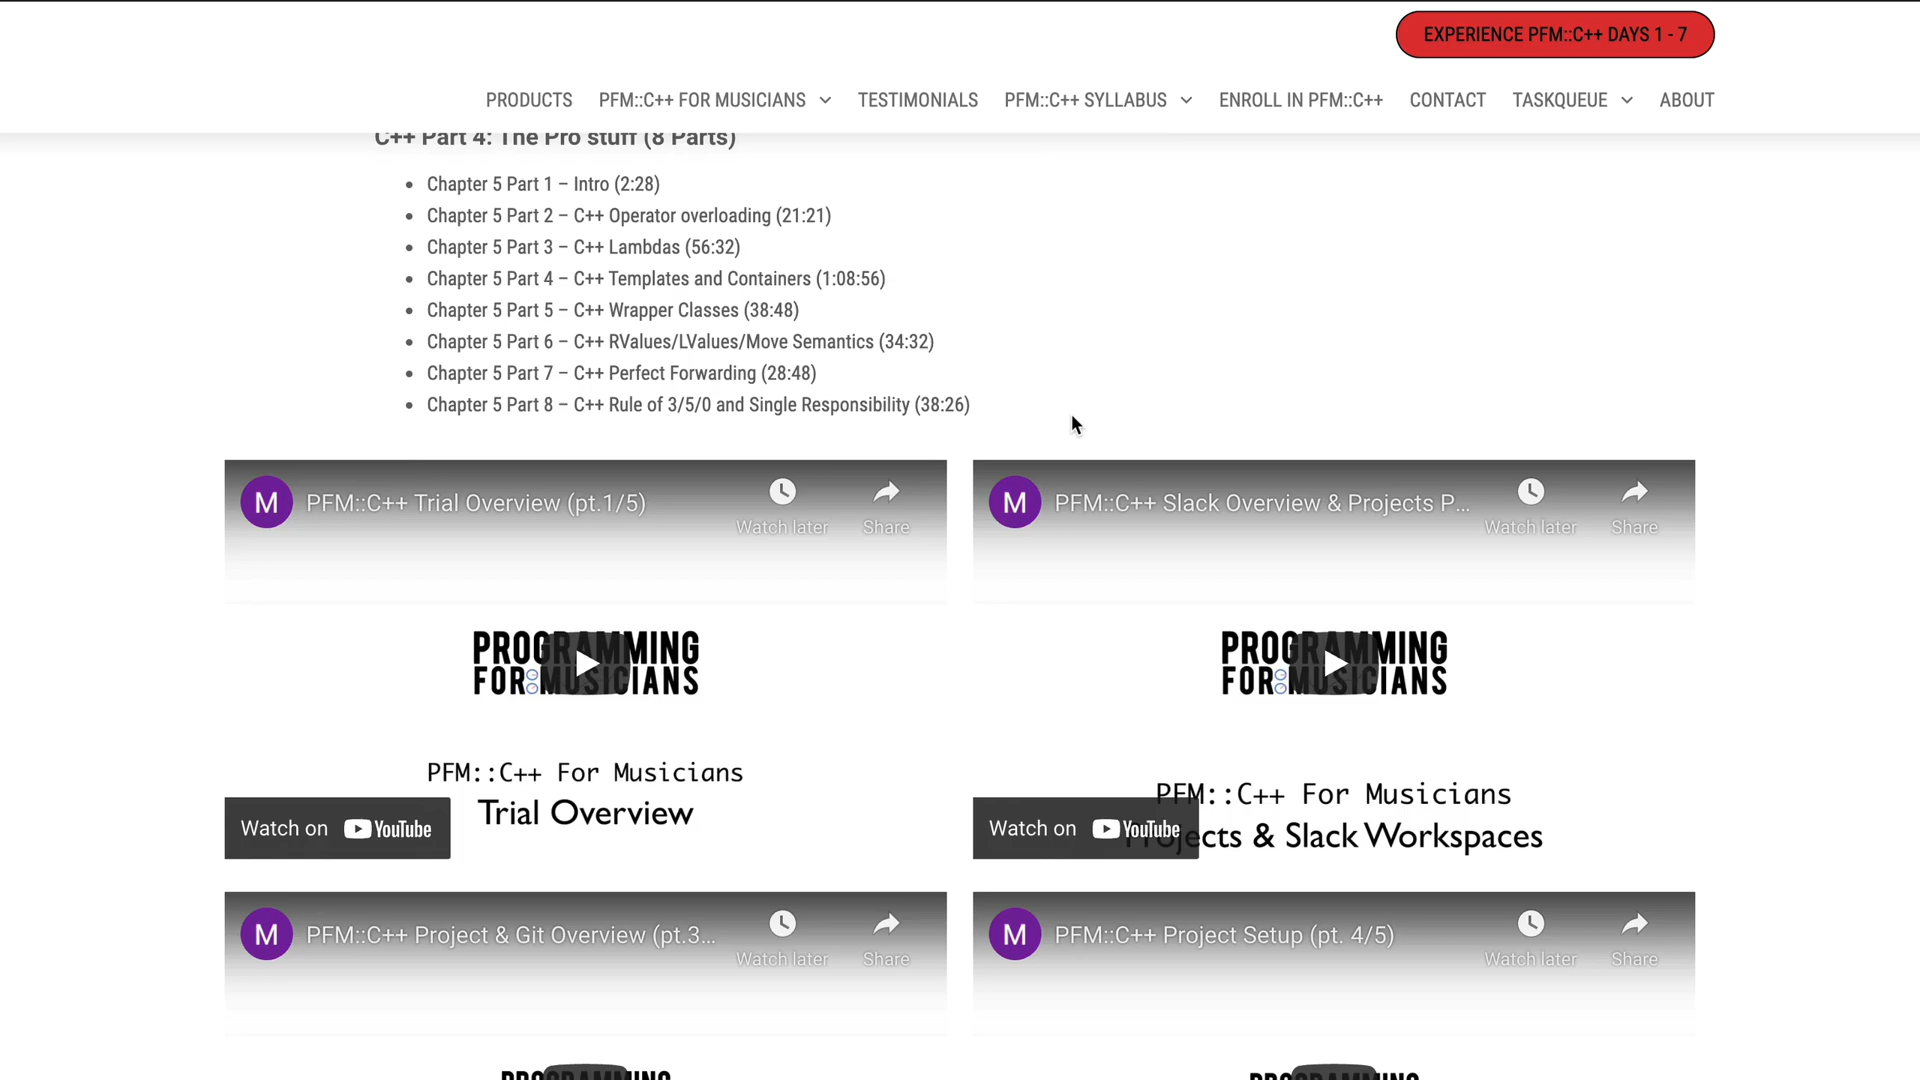 EXPERIENCE PFM::C++ DAYS 1 - 7
PRODUCTS PFM::C++ FOR MUSICIANS TESTIMONIALS PFM::C++ SYLLABUS ENROLL IN PFM::C++ CONTACT TASKQUEUE ABOUT
C++ Part 4: The Pro stuff (8 Parts)
Chapter 5 Part 1 – Intro (2:28)
Chapter 5 Part 2 – C++ Operator overloading (21:21)
Chapter 5 Part 3 – C++ Lambdas (56:32)
Chapter 5 Part 4 – C++ Templates and Containers (1:08:56)
Chapter 5 Part 5 – C++ Wrapper Classes (38:48)
Chapter 5 Part 6 – C++ RValues/LValues/Move Semantics (34:32)
Chapter 5 Part 7 – C++ Perfect Forwarding (28:48)
Chapter 5 Part 8 – C++ Rule of 3/5/0 and Single Responsibility (38:26)
M PFM::C++ Trial Overview (pt.1/5)
Watch later Share
PROGRAMMING
FOR::MUSICIANS
PFM::C++ For Musicians
Trial Overview
Watch on YouTube
M PFM::C++ Slack Overview & Projects P...
Watch later Share
PROGRAMMING
FOR::MUSICIANS
PFM::C++ For Musicians
Projects & Slack Workspaces
Watch on YouTube
M PFM::C++ Project & Git Overview (pt.3...
Watch later Share
PROGRAMMING
M PFM::C++ Project Setup (pt. 4/5)
Watch later Share
PROGRAMMING